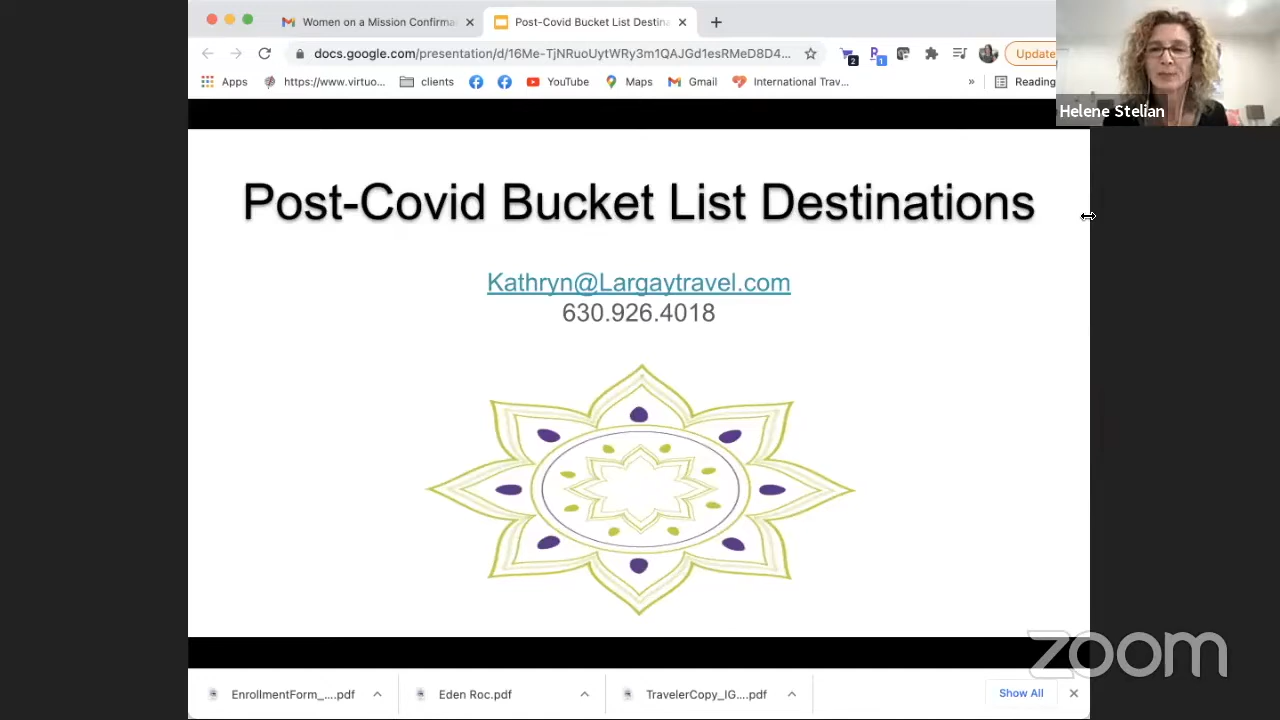 Women on a Mission Confirma
Post-Covid Bucket List Destina
docs.google.com/presentation/d/16Me-TjNRuoUytWRy3m1QAJGd1esRMeD8D4...
2
1
Update
Apps
https://www.virtuo...
clients
YouTube
Maps
Gmail
International Trav...
»
Reading
Helene Stelian
Post-Covid Bucket List Destinations
Kathryn@Largaytravel.com
630.926.4018
zoom
EnrollmentForm_....pdf
Eden Roc.pdf
TravelerCopy_IG....pdf
Show All